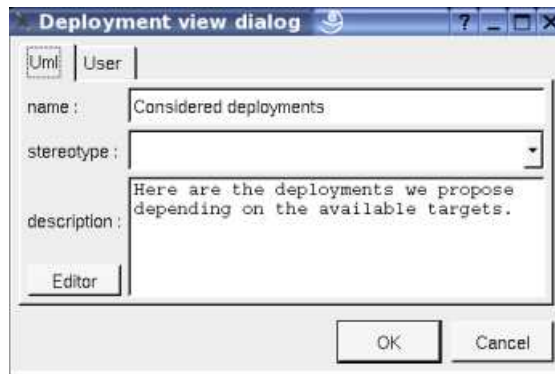 Deployment view dialog ?
Uml User
name : Considered deployments
stereotype :
Here are the deployments we propose
depending on the available targets.
description :
Editor
OK Cancel